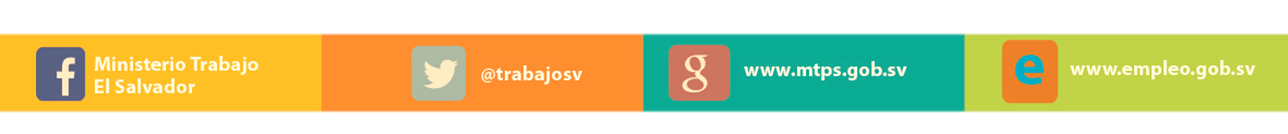 Ministerio Trabajo
El Salvador
@trabajosv
www.mtps.gob.sv
www.empleo.gob.sv